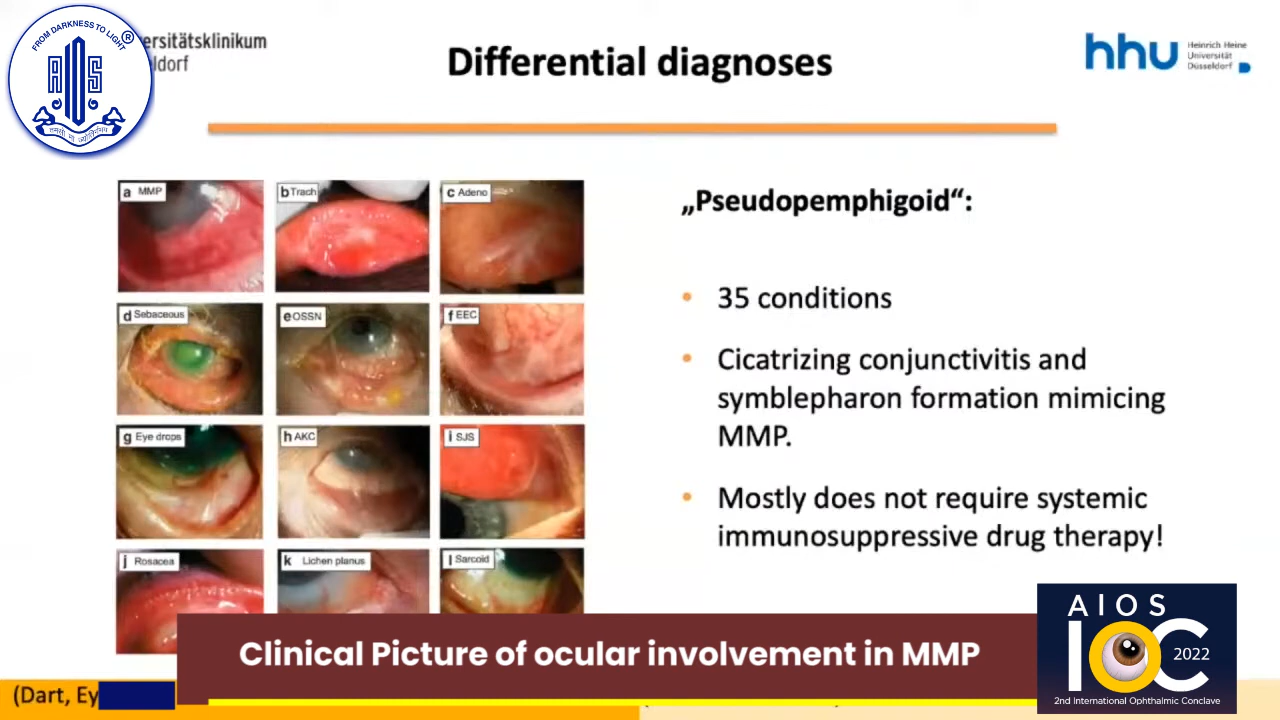 FROM DARKNESS TO LIGHT
®
AIOS
ersitätsklinikum
ldorf
Differential diagnoses
hhu
Heinrich Heine
Universität
Düsseldorf
a MMP
b Trach
c Adeno
d Sebaceous
e OSSN
f EEC
g Eye drops
h AKC
i SJS
j Rosacea
k Lichen planus
l Sarcoid
„Pseudopemphigoid“:
• 35 conditions
• Cicatrizing conjunctivitis and
symblepharon formation mimicing
MMP.
• Mostly does not require systemic
immunosuppressive drug therapy!
Clinical Picture of ocular involvement in MMP
(Dart, Ey
AIOS
IOC
2022
2nd International Ophthalmic Conclave